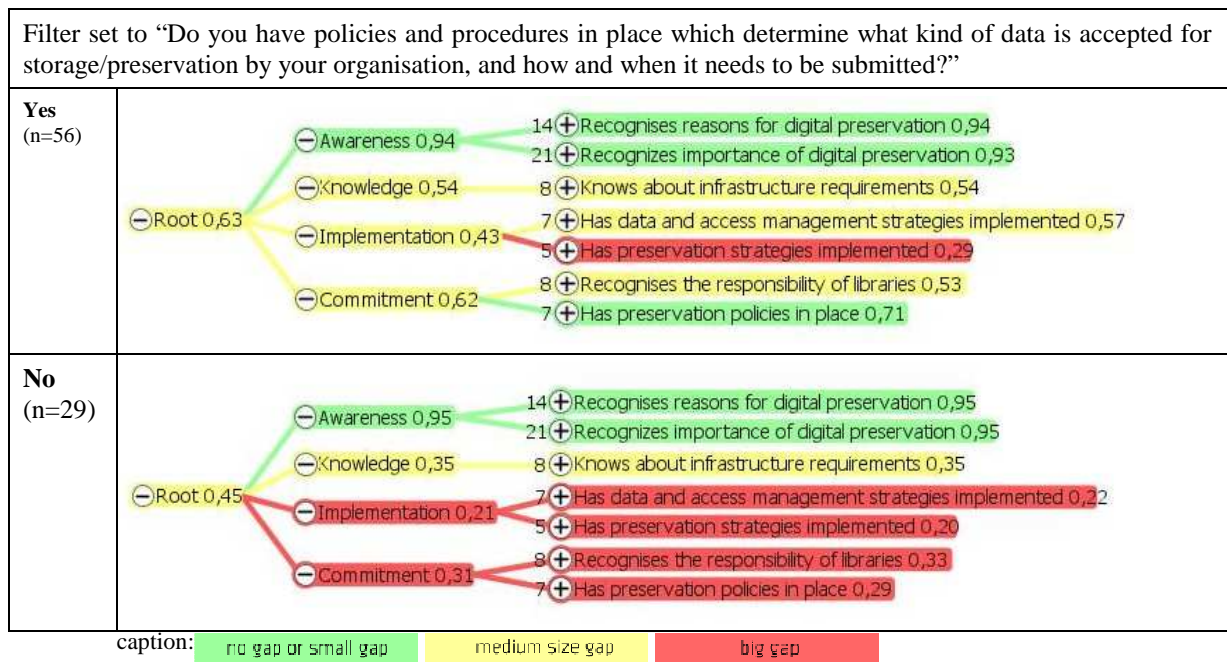 Filter set to “Do you have policies and procedures in place which determine what kind of data is accepted for
storage/preservation by your organisation, and how and when it needs to be submitted?”
Yes
(n=56)
Root 0,63
Awareness 0,94
14 Recognises reasons for digital preservation 0,94
21 Recognizes importance of digital preservation 0,93
Knowledge 0,54
8 Knows about infrastructure requirements 0,54
Implementation 0,43
7 Has data and access management strategies implemented 0,57
5 Has preservation strategies implemented 0,29
Commitment 0,62
8 Recognises the responsibility of libraries 0,53
7 Has preservation policies in place 0,71
No
(n=29)
Root 0,45
Awareness 0,95
14 Recognises reasons for digital preservation 0,95
21 Recognizes importance of digital preservation 0,95
Knowledge 0,35
8 Knows about infrastructure requirements 0,35
Implementation 0,21
7 Has data and access management strategies implemented 0,22
5 Has preservation strategies implemented 0,20
Commitment 0,31
8 Recognises the responsibility of libraries 0,33
7 Has preservation policies in place 0,29
caption: no gap or small gap medium size gap big gap